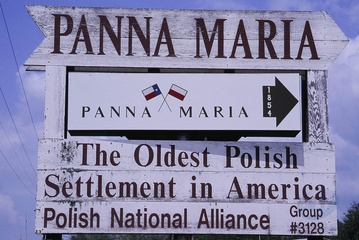 PANNA MARIA
PANNA MARIA
1854
The Oldest Polish
Settlement in America
Polish National Alliance Group
#3128